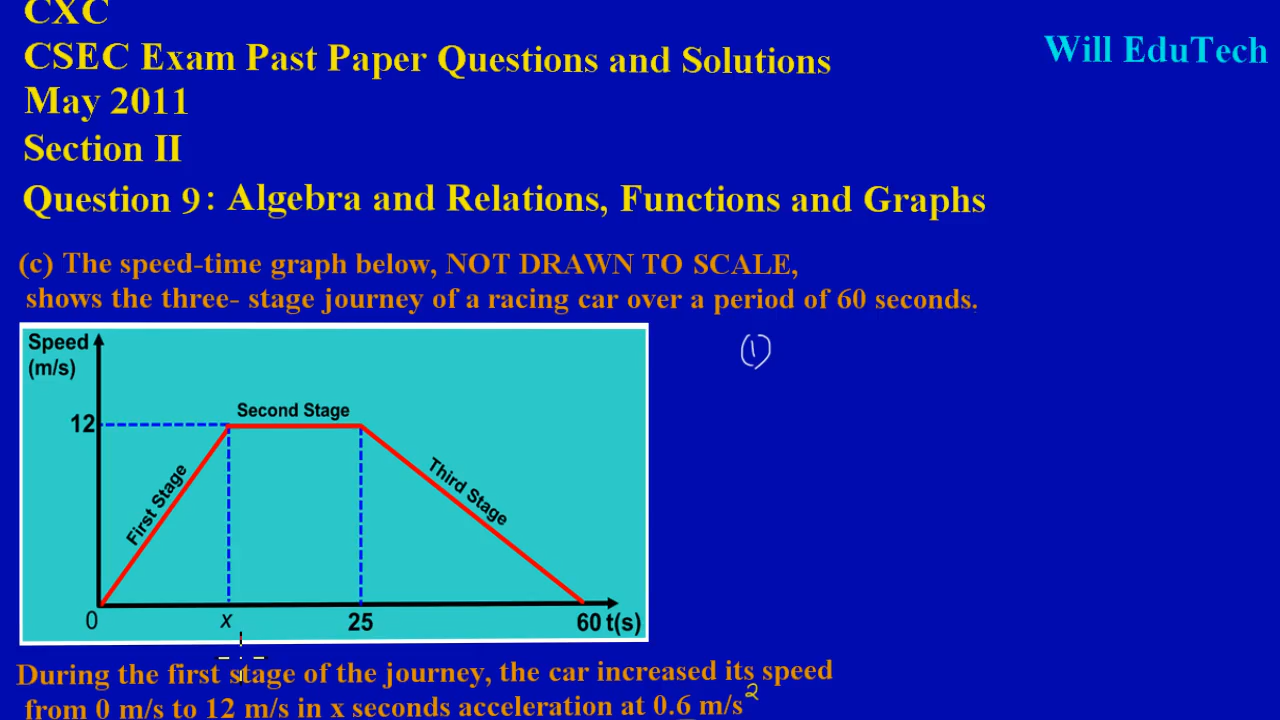 CXC
CSEC Exam Past Paper Questions and Solutions
Will EduTech
May 2011
Section II
Question 9: Algebra and Relations, Functions and Graphs
(c) The speed-time graph below, NOT DRAWN TO SCALE,
shows the three- stage journey of a racing car over a period of 60 seconds.
Speed
(m/s)
1
12
Second Stage
First Stage
Third Stage
0
x
25
60 t(s)
During the first stage of the journey, the car increased its speed
from 0 m/s to 12 m/s in x seconds acceleration at 0.6 m/s²